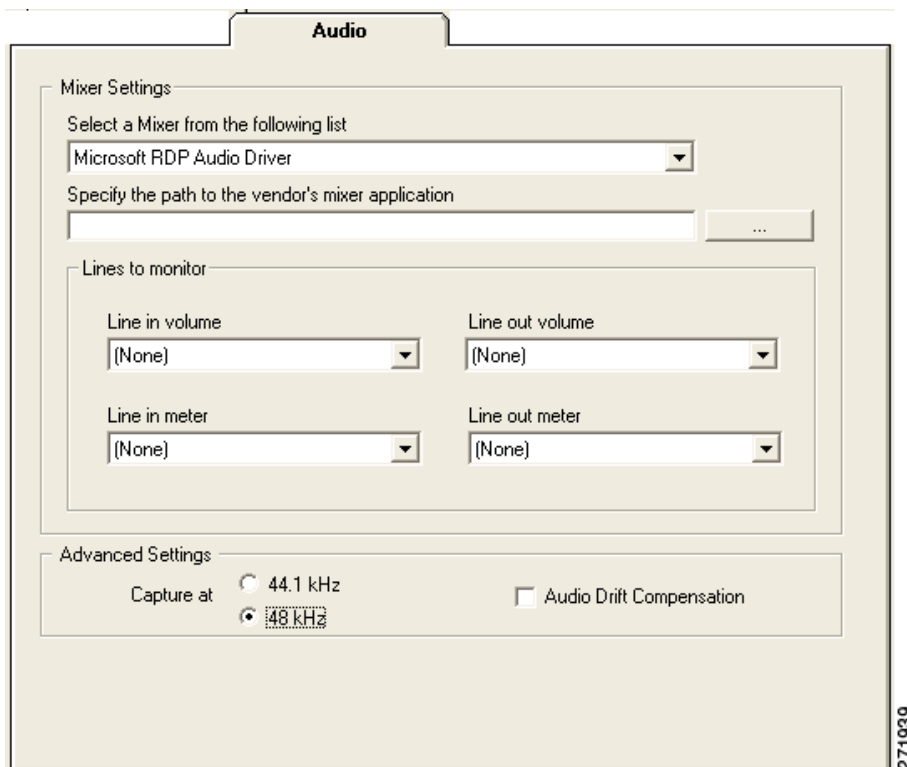 Audio
Mixer Settings
Select a Mixer from the following list
Microsoft RDP Audio Driver
Specify the path to the vendor's mixer application
...
Lines to monitor
Line in volume
Line out volume
(None)
(None)
Line in meter
Line out meter
(None)
(None)
Advanced Settings
Capture at
44.1 kHz
48 kHz
Audio Drift Compensation
271939